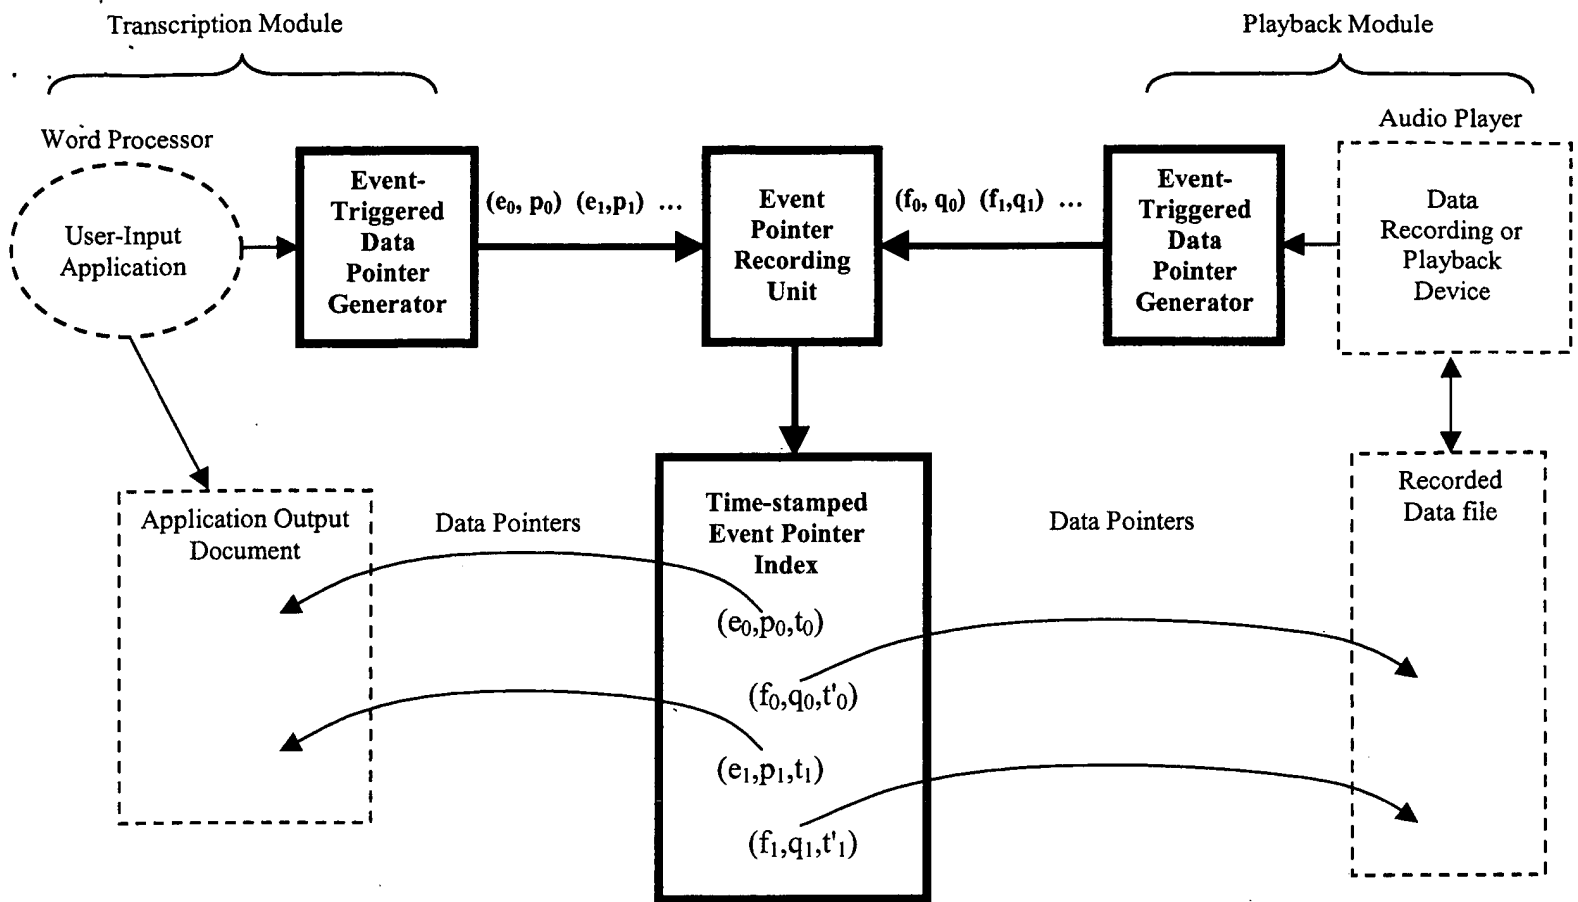 Transcription Module
Playback Module
Word Processor
Audio Player
User-Input
Application
Event-
Triggered
Data
Pointer
Generator
(e0, p0) (e1,p1) ...
Event
Pointer
Recording
Unit
(f0, q0) (f1,q1) ...
Event-
Triggered
Data
Pointer
Generator
Data
Recording or
Playback
Device
Application Output
Document
Data Pointers
Time-stamped
Event Pointer
Index
(e0,p0,t0)
(f0,q0,t'0)
(e1,p1,t1)
(f1,q1,t'1)
Data Pointers
Recorded
Data file